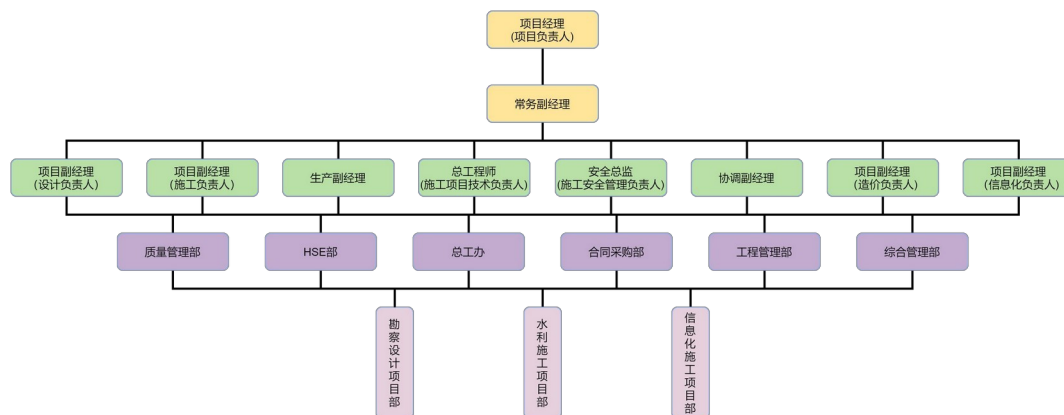 项目经理
(项目负责人)
常务副经理
项目副经理
(设计负责人)
项目副经理
(施工负责人)
生产副经理
总工程师
(施工项目技术负责人)
安全总监
(施工安全管理负责人)
协调副经理
项目副经理
(造价负责人)
项目副经理
(信息化负责人)
质量管理部
HSE部
总工办
合同采购部
工程管理部
综合管理部
勘察设计项目部
水利施工项目部
信息化施工项目部